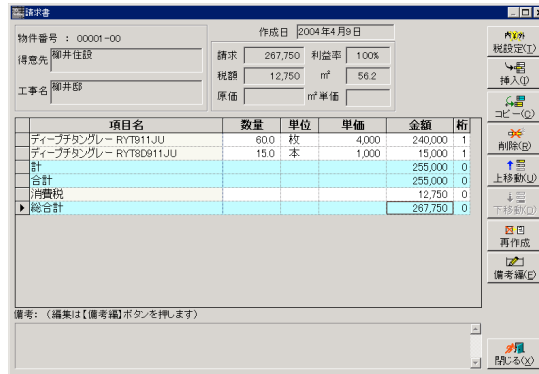 請求書
物件番号 : 00001-00
作成日 2004年4月9日
得意先 柳井住設
請求 267,750 利益率 100%
税額 12,750 ㎡ 56.2
工事名 柳井邸
原価 ㎡単価
項目名 数量 単位 単価 金額 桁
ディープチタングレー RYT911JU 60.0 枚 4,000 240,000 1
ディープチタングレー RYT8D911JU 15.0 本 1,000 15,000 1
計 255,000 0
合計 255,000 0
消費税 12,750 0
総合計 267,750 0
備考: (編集は【備考編】ボタンを押します)
税設定(T)
挿入(I)
コピー(C)
削除(R)
上移動(U)
下移動(D)
再作成
備考編(E)
閉じる(X)